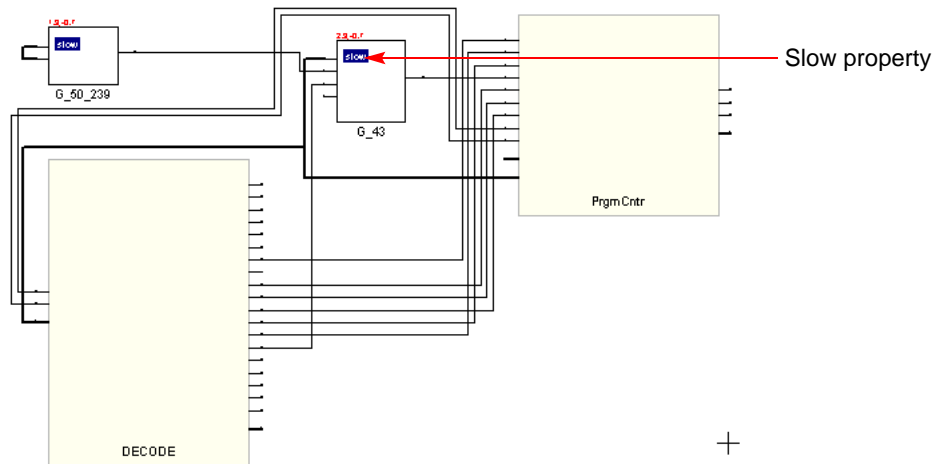 slow
G_50_239
slow
G_43
Slow property
PrgmCntr
DECODE